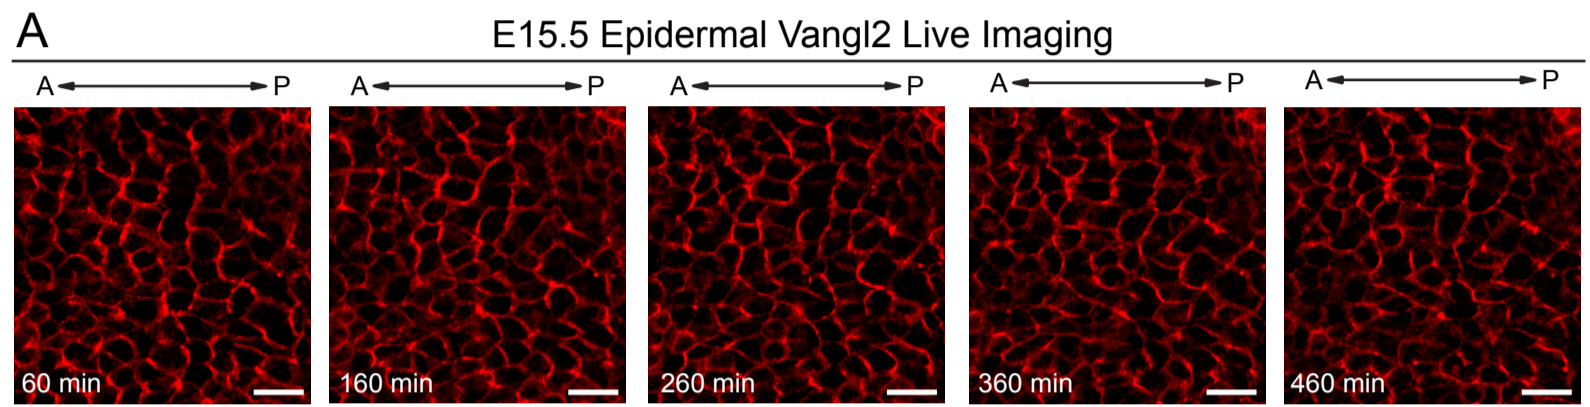 A
E15.5 Epidermal Vangl2 Live Imaging
A P A P A P A P A P
60 min 160 min 260 min 360 min 460 min